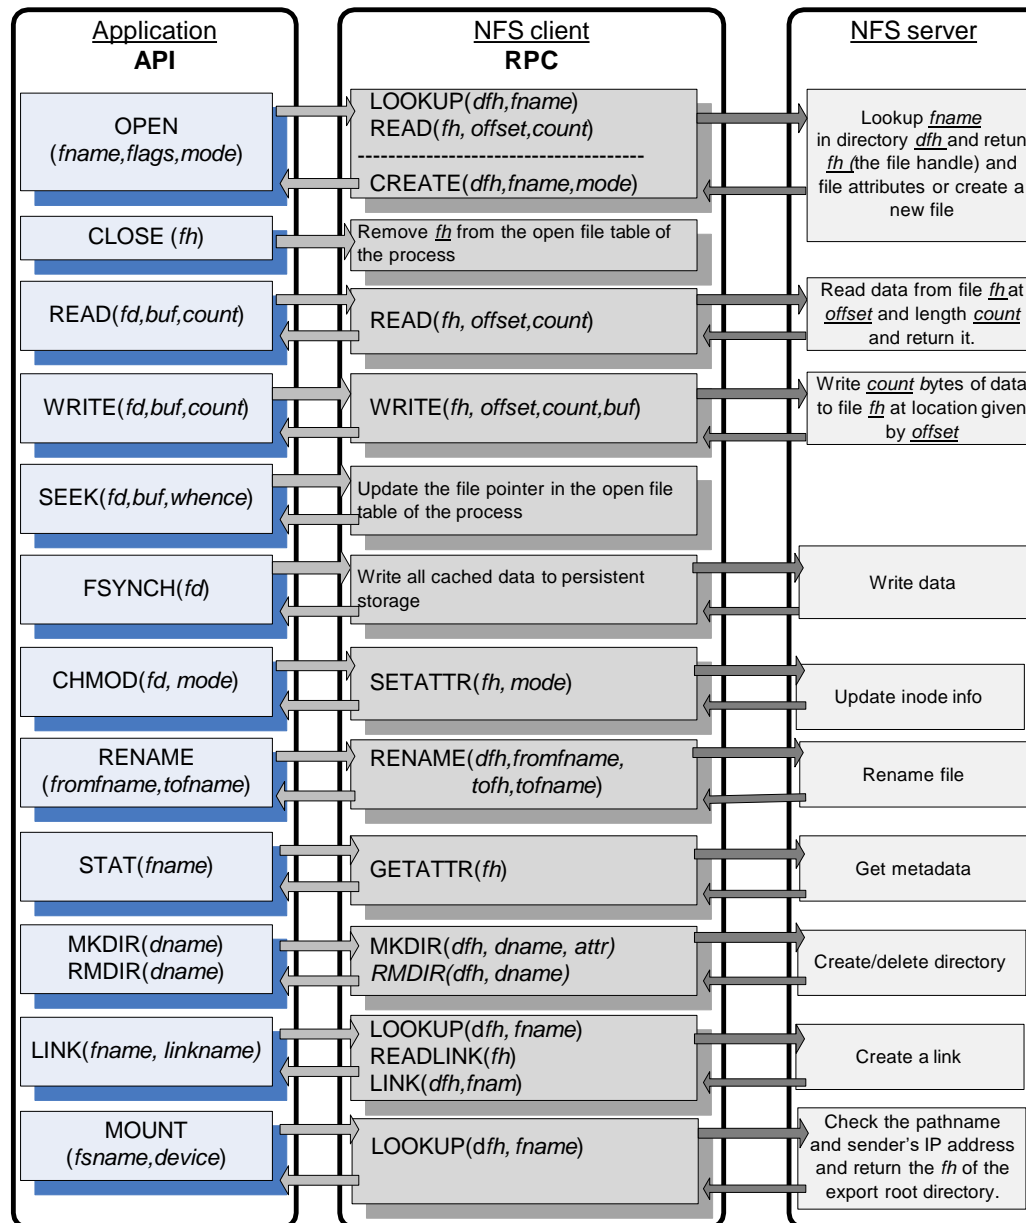 Application
API
NFS client
RPC
NFS server
OPEN
(fname,flags,mode)
LOOKUP(dfh,fname)
READ(fh, offset,count)
-------------------------------------
CREATE(dfh,fname,mode)
Lookup fname
in directory dfh and retun
fh (the file handle) and
file attributes or create a
new file
CLOSE (fh)
Remove fh from the open file table of
the process
READ(fd,buf,count)
READ(fh, offset,count)
Read data from file fh at
offset and length count
and return it.
WRITE(fd,buf,count)
WRITE(fh, offset,count,buf)
Write count bytes of data
to file fh at location given
by offset
SEEK(fd,buf,whence)
Update the file pointer in the open file
table of the process
FSYNCH(fd)
Write all cached data to persistent
storage
Write data
CHMOD(fd, mode)
SETATTR(fh, mode)
Update inode info
RENAME
(fromfname,tofname)
RENAME(dfh,fromfname,
tofh,tofname)
Rename file
STAT(fname)
GETATTR(fh)
Get metadata
MKDIR(dname)
RMDIR(dname)
MKDIR(dfh, dname, attr)
RMDIR(dfh, dname)
Create/delete directory
LINK(fname, linkname)
LOOKUP(dfh, fname)
READLINK(fh)
LINK(dfh,fnam)
Create a link
MOUNT
(fsname,device)
LOOKUP(dfh, fname)
Check the pathname
and sender's IP address
and return the fh of the
export root directory.